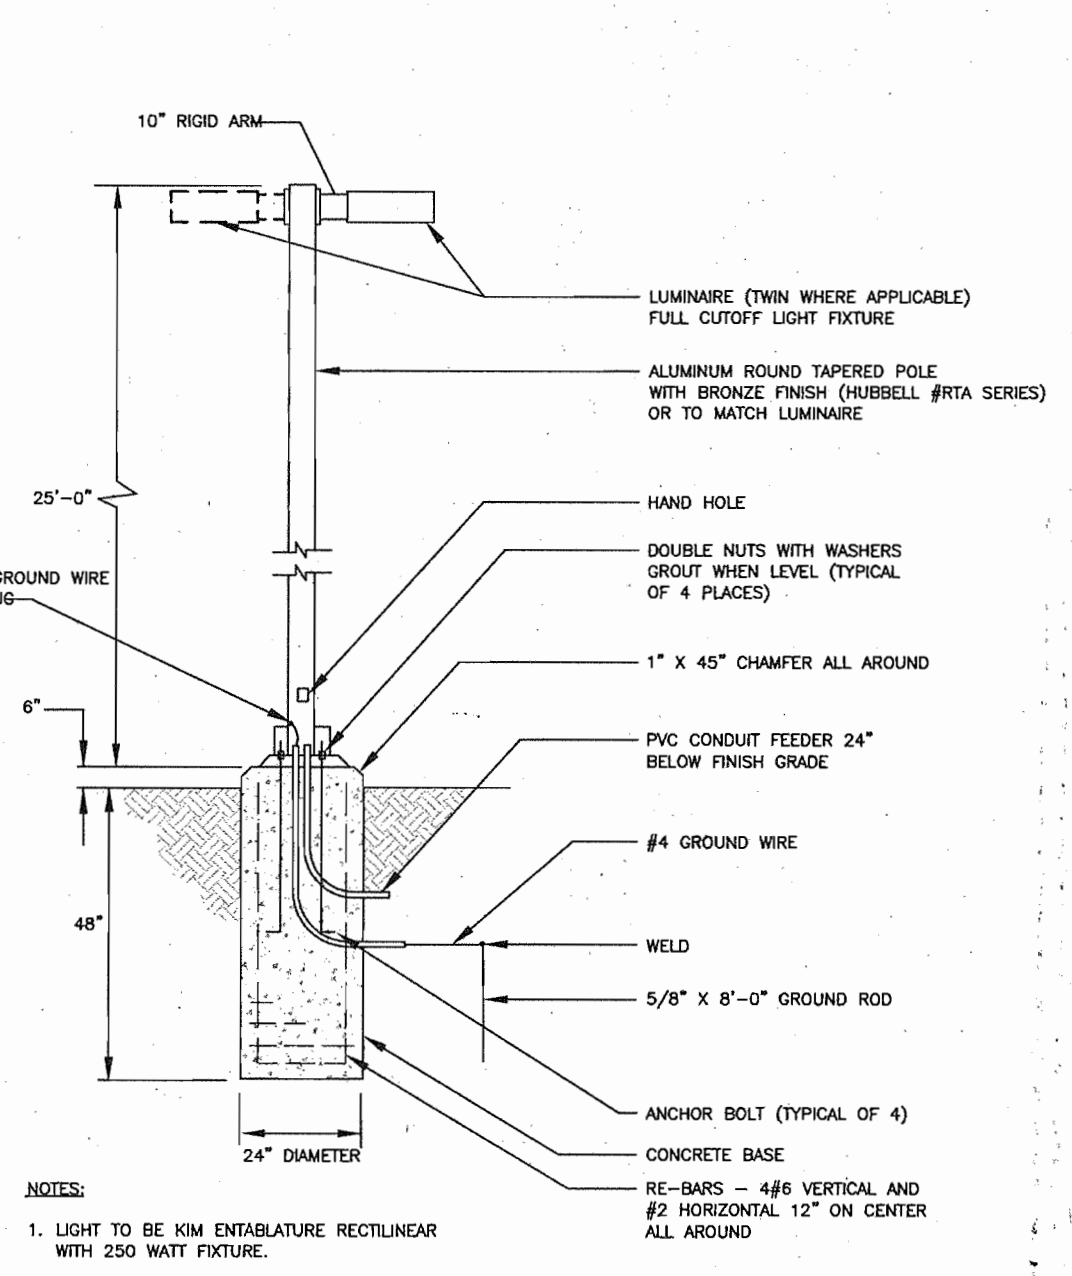 10" RIGID ARM
LUMINAIRE (TWIN WHERE APPLICABLE)
FULL CUTOFF LIGHT FIXTURE
ALUMINUM ROUND TAPERED POLE
WITH BRONZE FINISH (HUBBELL #RTA SERIES)
OR TO MATCH LUMINAIRE
25'-0"
HAND HOLE
DOUBLE NUTS WITH WASHERS
GROUT WHEN LEVEL (TYPICAL
OF 4 PLACES)
ROUND WIRE
1" X 45° CHAMFER ALL AROUND
6"
PVC CONDUIT FEEDER 24"
BELOW FINISH GRADE
#4 GROUND WIRE
48"
WELD
5/8" X 8'-0" GROUND ROD
ANCHOR BOLT (TYPICAL OF 4)
24" DIAMETER
CONCRETE BASE
RE-BARS - 4#6 VERTICAL AND
#2 HORIZONTAL 12" ON CENTER
ALL AROUND
NOTES:
1. LIGHT TO BE KIM ENTABLATURE RECTILINEAR
WITH 250 WATT FIXTURE.